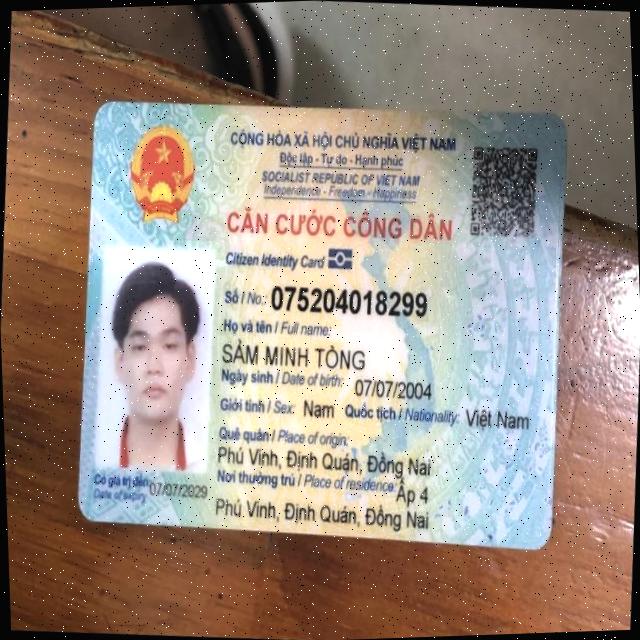 CỘNG HÒA XÃ HỘI CHỦ NGHĨA VIỆT NAM
Độc lập - Tự do - Hạnh phúc
SOCIALIST REPUBLIC OF VIET NAM
Independence - Freedom - Happiness
CĂN CƯỚC CÔNG DÂN
Citizen Identity Card
Số / No: 075204018299
Họ và tên / Full name:
SẦM MINH TÒNG
Ngày sinh / Date of birth: 07/07/2004
Giới tính / Sex: Nam Quốc tịch / Nationality: Việt Nam
Quê quán / Place of origin:
Phú Vinh, Định Quán, Đồng Nai
Nơi thường trú / Place of residence: Ấp 4
Phú Vinh, Định Quán, Đồng Nai
Có giá trị đến: 07/07/2029
Date of expiry